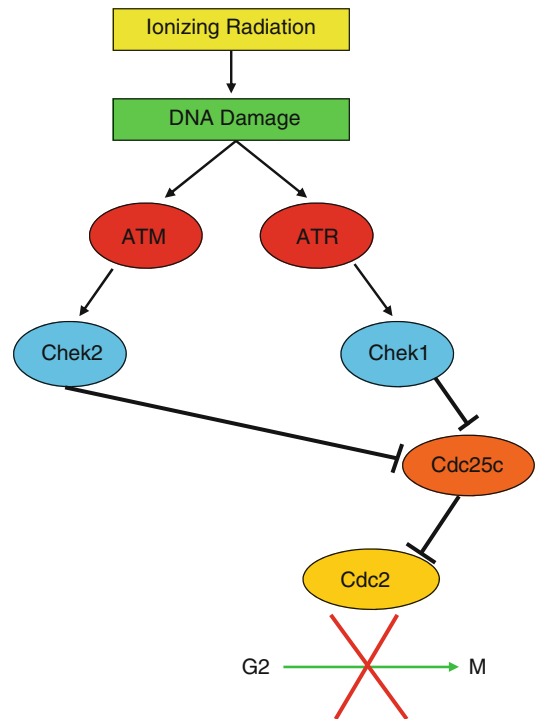 Ionizing Radiation
DNA Damage
ATM
ATR
Chek2
Chek1
Cdc25c
Cdc2
G2
M